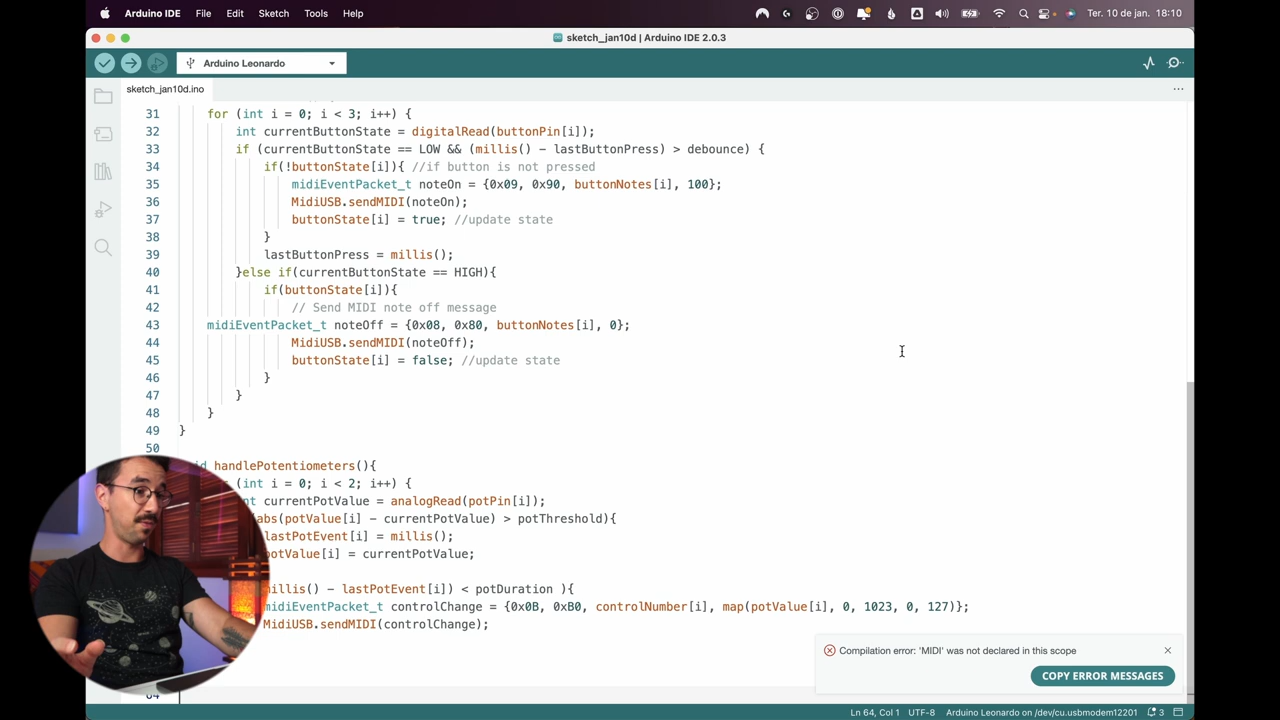 Arduino IDE File Edit Sketch Tools Help
Ter. 10 de jan. 18:10
sketch_jan10d | Arduino IDE 2.0.3
Arduino Leonardo
sketch_jan10d.ino
31 for (int i = 0; i < 3; i++) {
32 int currentButtonState = digitalRead(buttonPin[i]);
33 if (currentButtonState == LOW && (millis() - lastButtonPress) > debounce) {
34 if(!buttonState[i]){ //if button is not pressed
35 midiEventPacket_t noteOn = {0x09, 0x90, buttonNotes[i], 100};
36 MidiUSB.sendMIDI(noteOn);
37 buttonState[i] = true; //update state
38 }
39 lastButtonPress = millis();
40 }else if(currentButtonState == HIGH){
41 if(buttonState[i]){
42 // Send MIDI note off message
43 midiEventPacket_t noteOff = {0x08, 0x80, buttonNotes[i], 0};
44 MidiUSB.sendMIDI(noteOff);
45 buttonState[i] = false; //update state
46 }
47 }
48 }
49 }
50
handlePotentiometers(){
(int i = 0; i < 2; i++) {
currentPotValue = analogRead(potPin[i]);
abs(potValue[i] - currentPotValue) > potThreshold){
lastPotEvent[i] = millis();
potValue[i] = currentPotValue;
millis() - lastPotEvent[i]) < potDuration ){
midiEventPacket_t controlChange = {0x0B, 0xB0, controlNumber[i], map(potValue[i], 0, 1023, 0, 127)};
MidiUSB.sendMIDI(controlChange);
Compilation error: 'MIDI' was not declared in this scope
COPY ERROR MESSAGES
64
Ln 64, Col 1 UTF-8 Arduino Leonardo on /dev/cu.usbmodem12201 3